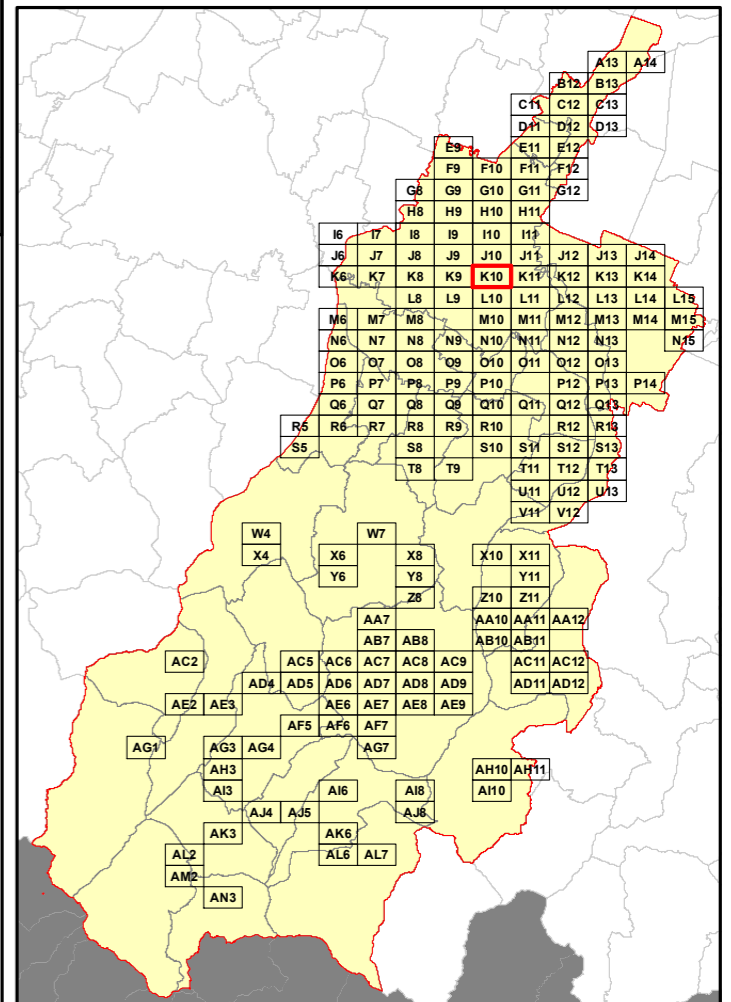 A13 A14
B12 B13
C11 C12 C13
D11 D12 D13
E9 E11 E12
F9 F10 F11 F12
G8 G9 G10 G11 G12
H8 H9 H10 H11
I6 I7 I8 I9 I10 I11
J6 J7 J8 J9 J10 J11 J12 J13 J14
K6 K7 K8 K9 K10 K11 K12 K13 K14
L8 L9 L10 L11 L12 L13 L14 L15
M6 M7 M8 M10 M11 M12 M13 M14 M15
N6 N7 N8 N9 N10 N11 N12 N13 N15
O6 O7 O8 O9 O10 O11 O12 O13
P6 P7 P8 P9 P10 P12 P13 P14
Q6 Q7 Q8 Q9 Q10 Q11 Q12 Q13
R5 R6 R7 R8 R9 R10 R12 R13
S5 S8 S10 S11 S12 S13
T8 T9 T11 T12 T13
U11 U12 U13
V11 V12
W4 W7
X4 X6 X8 X10 X11
Y6 Y8 Y11
Z8 Z10 Z11
AA7 AA10 AA11 AA12
AB7 AB8 AB10 AB11
AC2 AC5 AC6 AC7 AC8 AC9 AC11 AC12
AD4 AD5 AD6 AD7 AD8 AD9 AD11 AD12
AE2 AE3 AE6 AE7 AE8 AE9
AF5 AF6 AF7
AG1 AG3 AG4 AG7
AH3 AH10 AH11
AI3 AI6 AI8 AI10
AJ4 AJ5 AJ8
AK3 AK6
AL2 AL6 AL7
AM2
AN3